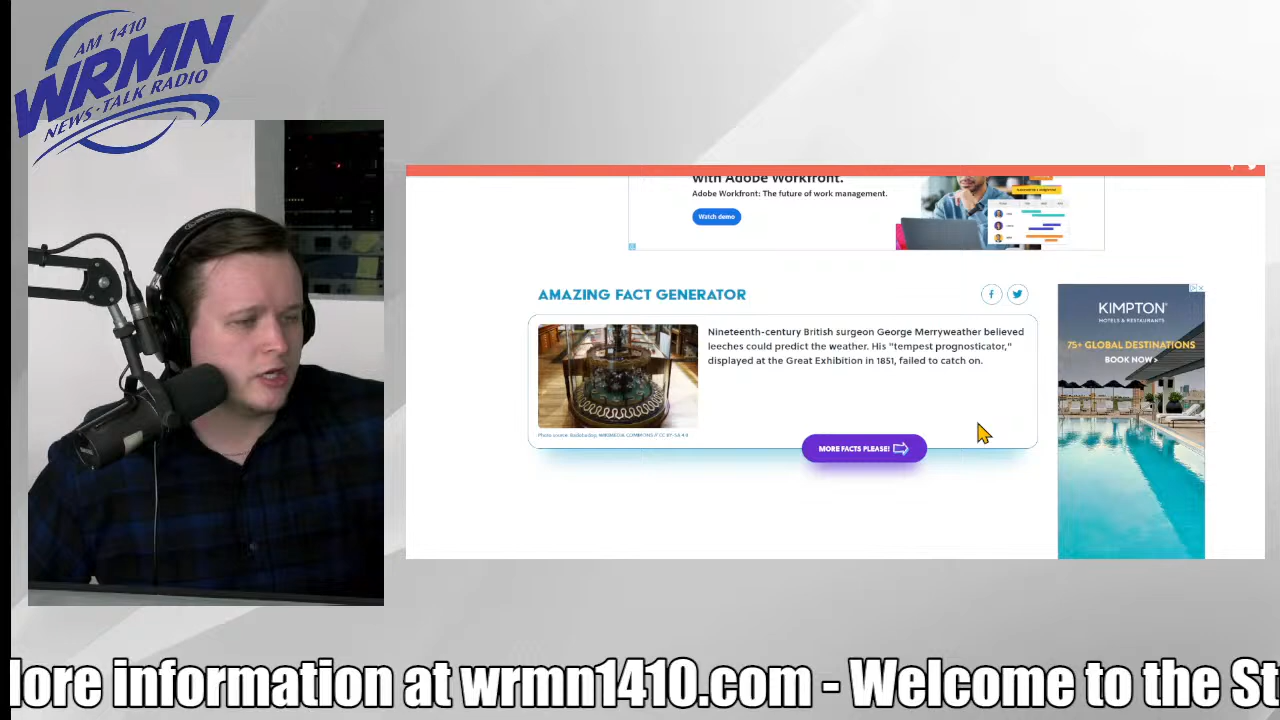 AM 1410
WRMN
NEWS·TALK RADIO
with Adobe Workfront.
Adobe Workfront: The future of work management.
Watch demo
AMAZING FACT GENERATOR
Nineteenth-century British surgeon George Merryweather believed
leeches could predict the weather. His "tempest prognosticator,"
displayed at the Great Exhibition in 1851, failed to catch on.
MORE FACTS PLEASE!
KIMPTON
HOTELS & RESTAURANTS
75+ GLOBAL DESTINATIONS
BOOK NOW >
lore information at wrmn1410.com - Welcome to the St